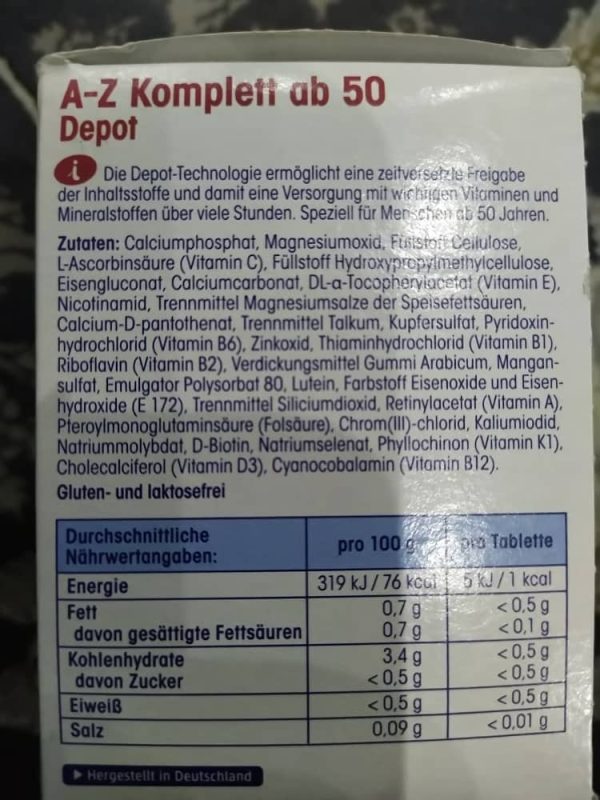 A-Z Komplett ab 50
Depot
i Die Depot-Technologie ermöglicht eine zeitversetzte Freigabe
der Inhaltsstoffe und damit eine Versorgung mit wichtigen Vitaminen und
Mineralstoffen über viele Stunden. Speziell für Menschen ab 50 Jahren.
Zutaten: Calciumphosphat, Magnesiumoxid, Füllstoff Cellulose,
L-Ascorbinsäure (Vitamin C), Füllstoff Hydroxypropylmethylcellulose,
Eisengluconat, Calciumcarbonat, DL-α-Tocopherylacetat (Vitamin E),
Nicotinamid, Trennmittel Magnesiumsalze der Speisefettsäuren,
Calcium-D-pantothenat, Trennmittel Talkum, Kupfersulfat, Pyridoxin-
hydrochlorid (Vitamin B6), Zinkoxid, Thiaminhydrochlorid (Vitamin B1),
Riboflavin (Vitamin B2), Verdickungsmittel Gummi Arabicum, Mangan-
sulfat, Emulgator Polysorbat 80, Lutein, Farbstoff Eisenoxide und Eisen-
hydroxide (E 172), Trennmittel Siliciumdioxid, Retinylacetat (Vitamin A),
Pteroylmonoglutaminsäure (Folsäure), Chrom(III)-chlorid, Kaliumiodid,
Natriummolybdat, D-Biotin, Natriumselenat, Phyllochinon (Vitamin K1),
Cholecalciferol (Vitamin D3), Cyanocobalamin (Vitamin B12).
Gluten- und laktosefrei
Durchschnittliche
Nährwertangaben: pro 100 g pro Tablette
Energie 319 kJ / 76 kcal 5 kJ / 1 kcal
Fett 0,7 g < 0,5 g
davon gesättigte Fettsäuren 0,7 g < 0,1 g
Kohlenhydrate 3,4 g < 0,5 g
davon Zucker < 0,5 g < 0,5 g
Eiweiß < 0,5 g < 0,5 g
Salz 0,09 g < 0,01 g
Hergestellt in Deutschland